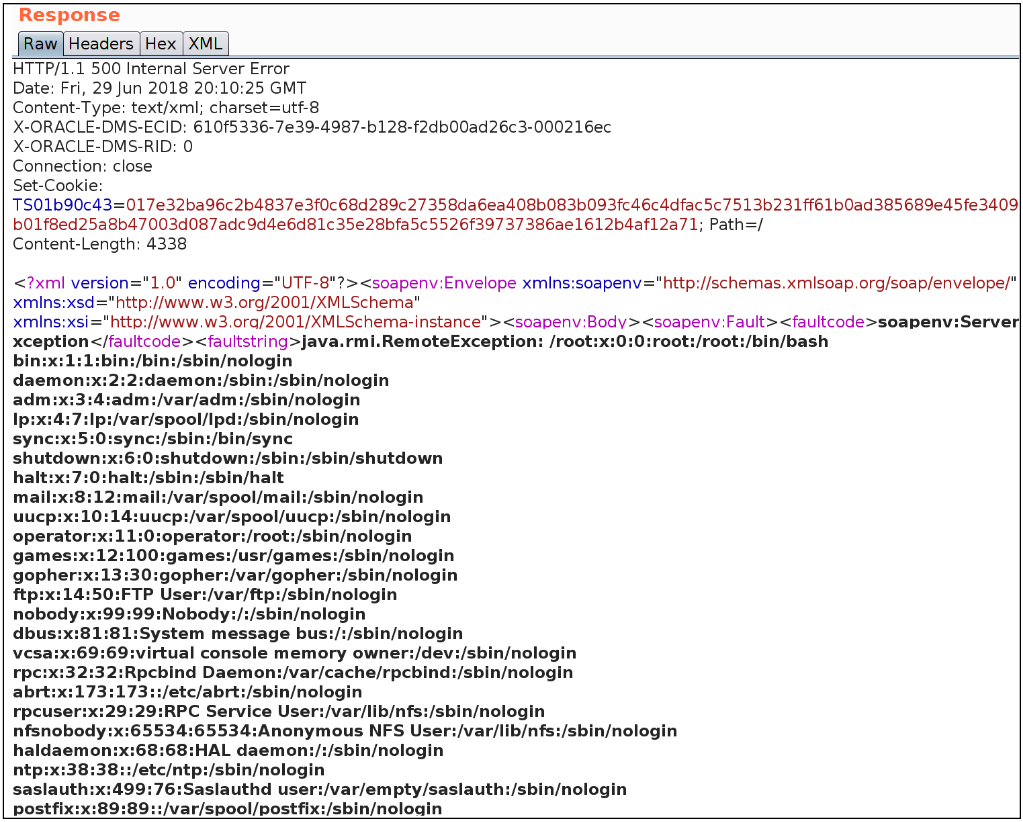 Response
Raw Headers Hex XML
HTTP/1.1 500 Internal Server Error
Date: Fri, 29 Jun 2018 20:10:25 GMT
Content-Type: text/xml; charset=utf-8
X-ORACLE-DMS-ECID: 610f5336-7e39-4987-b128-f2db00ad26c3-000216ec
X-ORACLE-DMS-RID: 0
Connection: close
Set-Cookie:
TS01b90c43=017e32ba96c2b4837e3f0c68d289c27358da6ea408b083b093fc46c4dfac5c7513b231ff61b0ad385689e45fe3409
b01f8ed25a8b47003d087adc9d4e6d81c35e28bfa5c5526f39737386ae1612b4af12a71; Path=/
Content-Length: 4338
<?xml version="1.0" encoding="UTF-8"?><soapenv:Envelope xmlns:soapenv="http://schemas.xmlsoap.org/soap/envelope/"
xmlns:xsd="http://www.w3.org/2001/XMLSchema"
xmlns:xsi="http://www.w3.org/2001/XMLSchema-instance"><soapenv:Body><soapenv:Fault><faultcode>soapenv:Server
xception</faultcode><faultstring>java.rmi.RemoteException: /root:x:0:0:root:/root:/bin/bash
bin:x:1:1:bin:/bin:/sbin/nologin
daemon:x:2:2:daemon:/sbin:/sbin/nologin
adm:x:3:4:adm:/var/adm:/sbin/nologin
lp:x:4:7:lp:/var/spool/lpd:/sbin/nologin
sync:x:5:0:sync:/sbin:/bin/sync
shutdown:x:6:0:shutdown:/sbin:/sbin/shutdown
halt:x:7:0:halt:/sbin:/sbin/halt
mail:x:8:12:mail:/var/spool/mail:/sbin/nologin
uucp:x:10:14:uucp:/var/spool/uucp:/sbin/nologin
operator:x:11:0:operator:/root:/sbin/nologin
games:x:12:100:games:/usr/games:/sbin/nologin
gopher:x:13:30:gopher:/var/gopher:/sbin/nologin
ftp:x:14:50:FTP User:/var/ftp:/sbin/nologin
nobody:x:99:99:Nobody:/:/sbin/nologin
dbus:x:81:81:System message bus:/:/sbin/nologin
vcsa:x:69:69:virtual console memory owner:/dev:/sbin/nologin
rpc:x:32:32:Rpcbind Daemon:/var/cache/rpcbind:/sbin/nologin
abrt:x:173:173::/etc/abrt:/sbin/nologin
rpcuser:x:29:29:RPC Service User:/var/lib/nfs:/sbin/nologin
nfsnobody:x:65534:65534:Anonymous NFS User:/var/lib/nfs:/sbin/nologin
haldaemon:x:68:68:HAL daemon:/:/sbin/nologin
ntp:x:38:38::/etc/ntp:/sbin/nologin
saslauth:x:499:76:Saslauthd user:/var/empty/saslauth:/sbin/nologin
postfix:x:89:89::/var/spool/postfix:/sbin/nologin